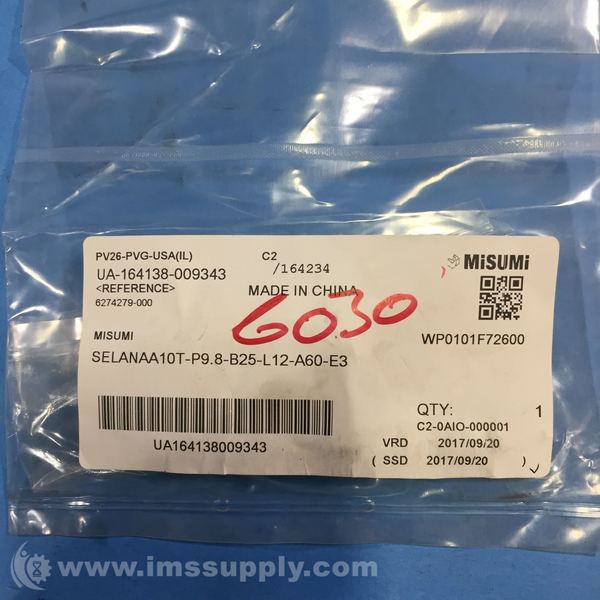 PV26-PVG-USA(IL) C2
UA-164138-009343 /164234
<REFERENCE> MADE IN CHINA
6274279-000
MiSUMi
6030
MISUMI WP0101F72600
SELANAA10T-P9.8-B25-L12-A60-E3
QTY: 1
C2-0AIO-000001
UA164138009343
VRD 2017/09/20
( SSD 2017/09/20 )
www.imssupply.com